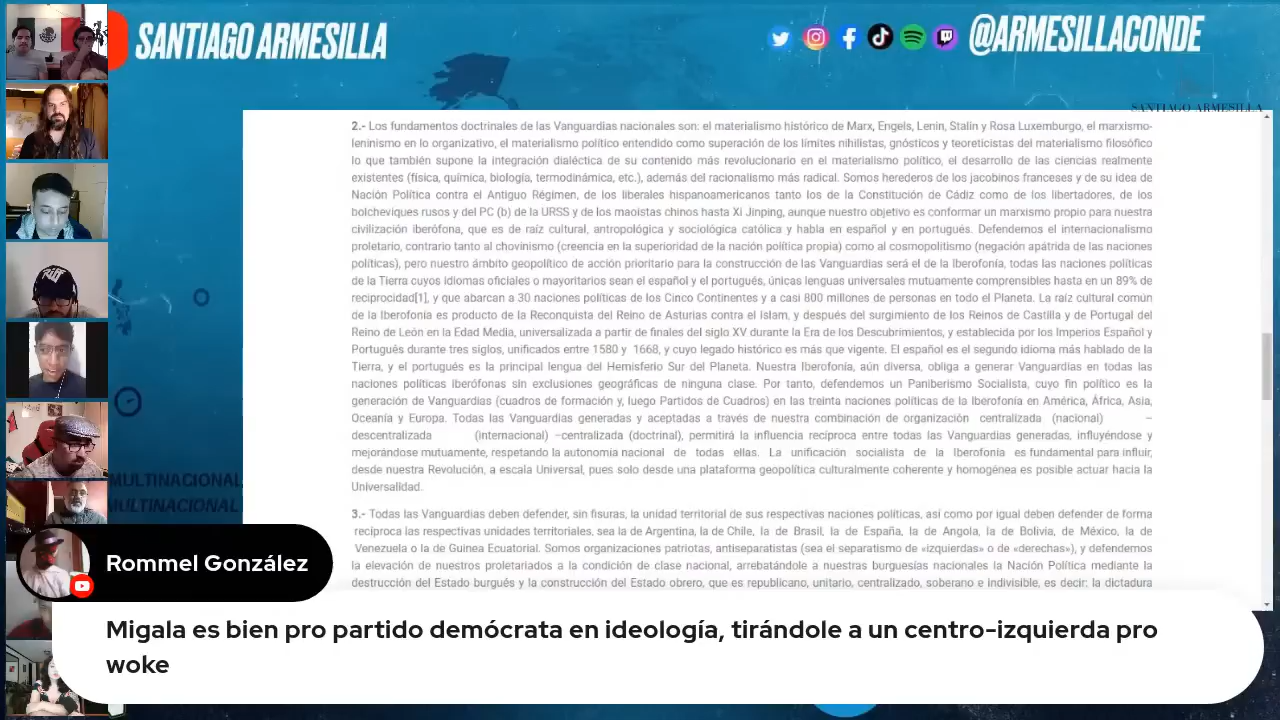 SANTIAGO ARMESILLA
@ARMESILLACONDE
SANTIAGO ARMESILLA
2.- Los fundamentos doctrinales de las Vanguardias nacionales son: el materialismo histórico de Marx, Engels, Lenin, Stalin y Rosa Luxemburgo, el marxismo-
leninismo en lo organizativo, el materialismo político entendido como superación de los límites nihilistas, gnósticos y teoreticistas del materialismo filosófico
lo que también supone la integración dialéctica de su contenido más revolucionario en el materialismo político, el desarrollo de las ciencias realmente
existentes (física, química, biología, termodinámica, etc.), además del racionalismo más radical. Somos herederos de los jacobinos franceses y de su idea de
Nación Política contra el Antiguo Régimen, de los liberales hispanoamericanos tanto los de la Constitución de Cádiz como de los libertadores, de los
bolcheviques rusos y del PC (b) de la URSS y de los maoistas chinos hasta Xi Jinping, aunque nuestro objetivo es conformar un marxismo propio para nuestra
civilización iberófona, que es de raíz cultural, antropológica y sociológica católica y habla en español y en portugués. Defendemos el internacionalismo
proletario, contrario tanto al chovinismo (creencia en la superioridad de la nación política propia) como al cosmopolitismo (negación apátrida de las naciones
políticas), pero nuestro ámbito geopolítico de acción prioritario para la construcción de las Vanguardias será el de la Iberofonía, todas las naciones políticas
de la Tierra cuyos idiomas oficiales o mayoritarios sean el español y el portugués, únicas lenguas universales mutuamente comprensibles hasta en un 89% de
reciprocidad[1], y que abarcan a 30 naciones políticas de los Cinco Continentes y a casi 800 millones de personas en todo el Planeta. La raíz cultural común
de la Iberofonía es producto de la Reconquista del Reino de Asturias contra el Islam, y después del surgimiento de los Reinos de Castilla y de Portugal del
Reino de León en la Edad Media, universalizada a partir de finales del siglo XV durante la Era de los Descubrimientos, y establecida por los Imperios Español y
Portugués durante tres siglos, unificados entre 1580 y 1668, y cuyo legado histórico es más que vigente. El español es el segundo idioma más hablado de la
Tierra, y el portugués es la principal lengua del Hemisferio Sur del Planeta. Nuestra Iberofonía, aún diversa, obliga a generar Vanguardias en todas las
naciones políticas iberófonas sin exclusiones geográficas de ninguna clase. Por tanto, defendemos un Paniberismo Socialista, cuyo fin político es la
generación de Vanguardias (cuadros de formación y, luego Partidos de Cuadros) en las treinta naciones políticas de la Iberofonía en América, África, Asia,
Oceanía y Europa. Todas las Vanguardias generadas y aceptadas a través de nuestra combinación de organización centralizada (nacional) –
descentralizada (internacional) –centralizada (doctrinal), permitirá la influencia recíproca entre todas las Vanguardias generadas, influyéndose y
mejorándose mutuamente, respetando la autonomía nacional de todas ellas. La unificación socialista de la Iberofonía es fundamental para influir,
desde nuestra Revolución, a escala Universal, pues solo desde una plataforma geopolítica culturalmente coherente y homogénea es posible actuar hacia la
Universalidad.
3.- Todas las Vanguardias deben defender, sin fisuras, la unidad territorial de sus respectivas naciones políticas, así como por igual deben defender de forma
recíproca las respectivas unidades territoriales, sea la de Argentina, la de Chile, la de Brasil, la de España, la de Angola, la de Bolivia, de México, la de
Venezuela o la de Guinea Ecuatorial. Somos organizaciones patriotas, antiseparatistas (sea el separatismo de «izquierdas» o de «derechas»), y defendemos
la elevación de nuestros proletariados a la condición de clase nacional, arrebatándole a nuestras burguesías nacionales la Nación Política mediante la
destrucción del Estado burgués y la construcción del Estado obrero, que es republicano, unitario, centralizado, soberano e indivisible, es decir: la dictadura
MULTINACIONAL
MULTINACIONAL
Rommel González
Migala es bien pro partido demócrata en ideología, tirándole a un centro-izquierda pro
woke